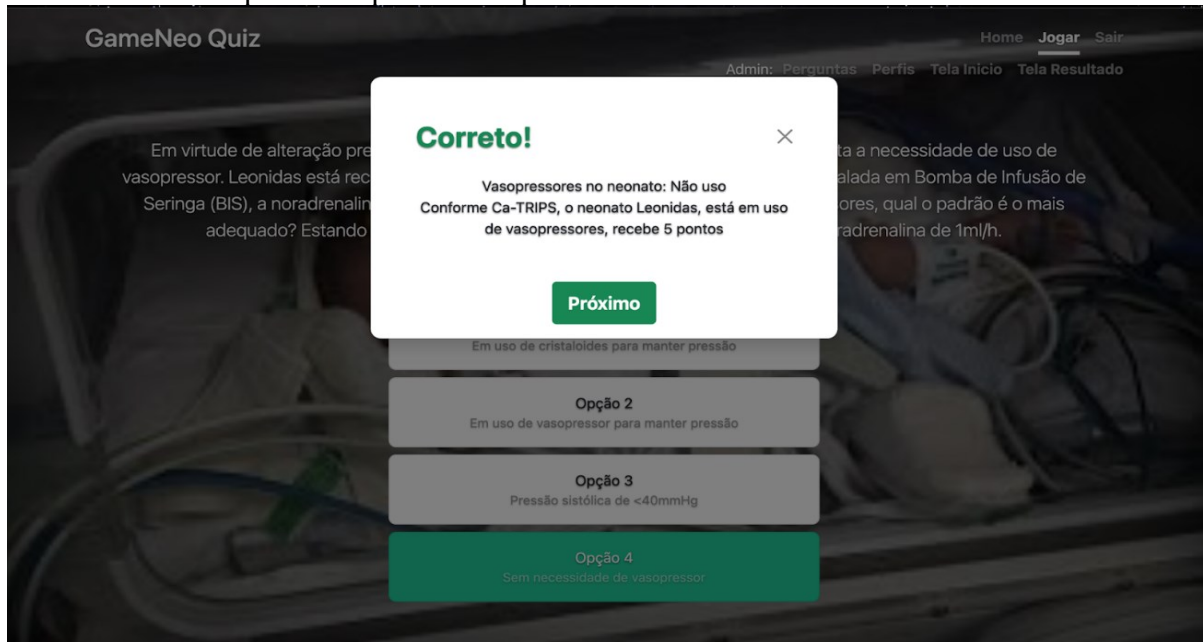 GameNeo Quiz
Home Jogar Sair
Admin: Perguntas Perfis Tela Inicio Tela Resultado
Correto!
Em virtude de alteração pre
ta a necessidade de uso de
vasopressor. Leonidas está rec
alada em Bomba de Infusão de
Seringa (BIS), a noradrenalin
ores, qual o padrão é o mais
adequado? Estando
radrenalina de 1ml/h.
Vasopressores no neonato: Não uso
Conforme Ca-TRIPS, o neonato Leonidas, está em uso
de vasopressores, recebe 5 pontos
Próximo
Em uso de cristaloides para manter pressão
Opção 2
Em uso de vasopressor para manter pressão
Opção 3
Pressão sistólica de <40mmHg
Opção 4
Sem necessidade de vasopressor